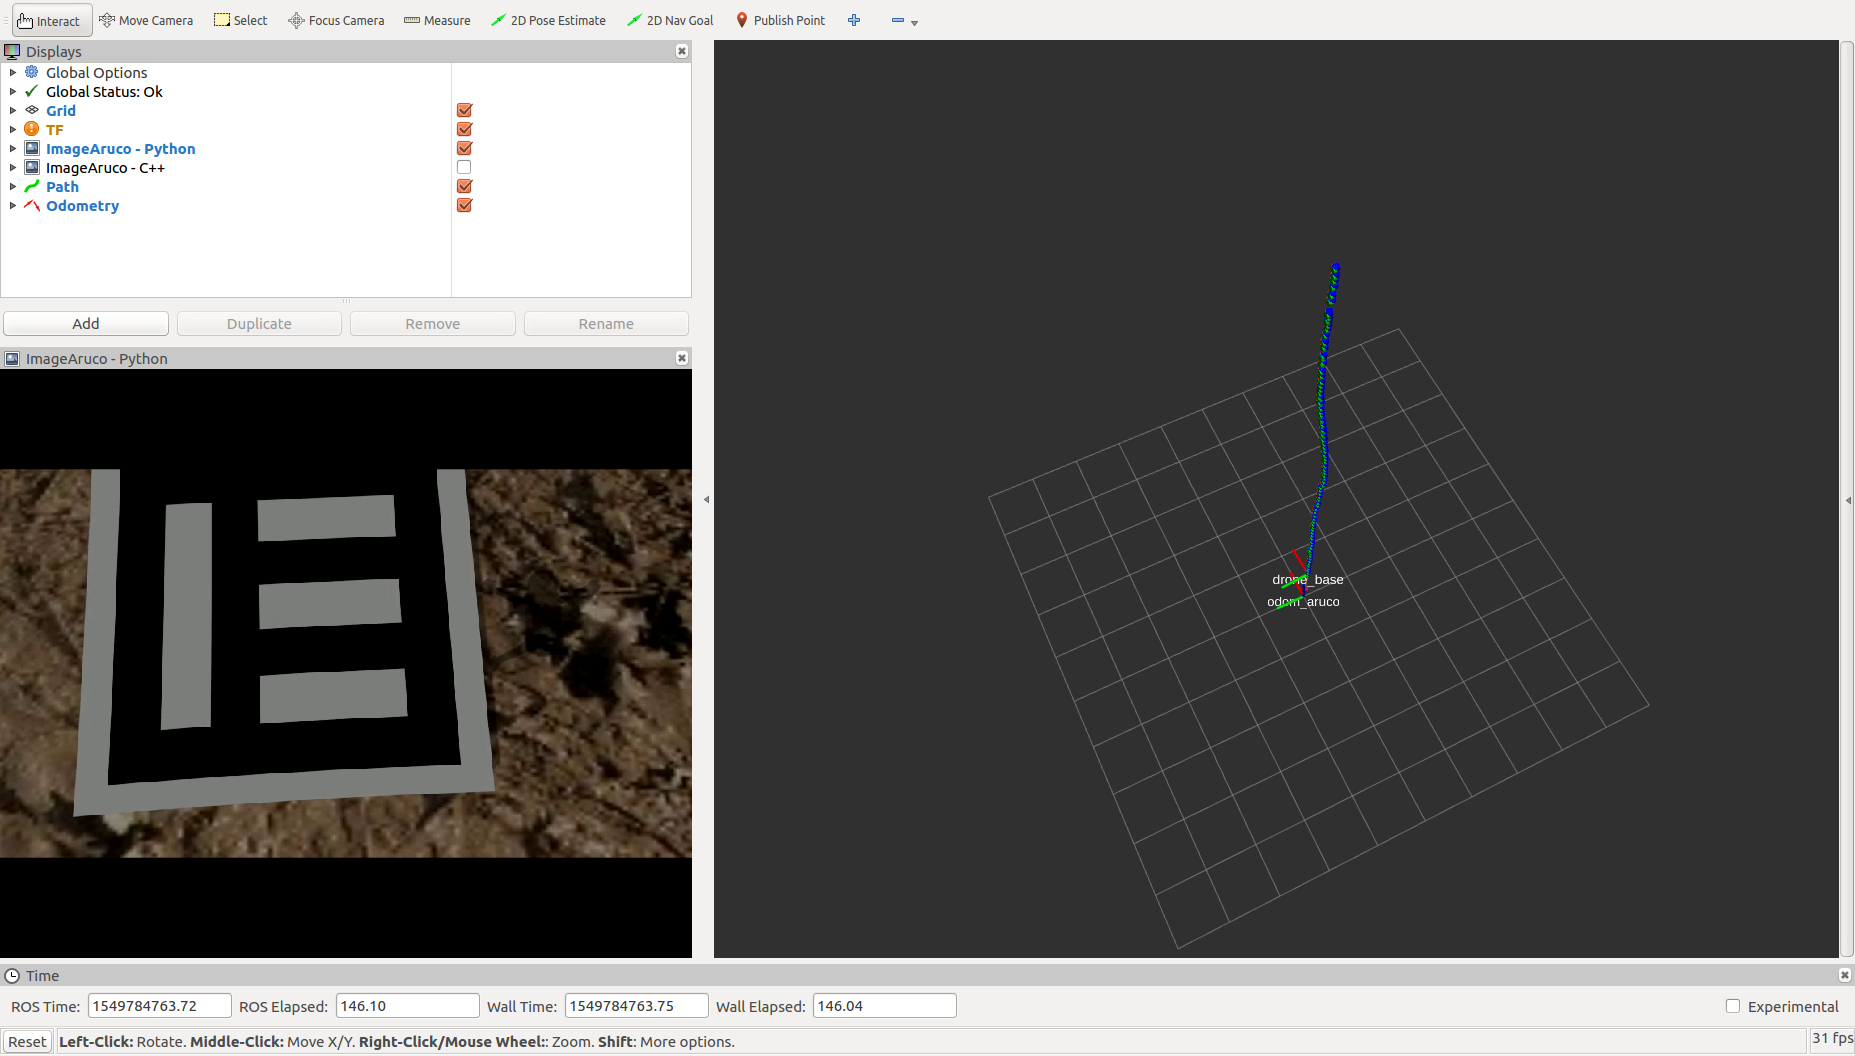 Interact Move Camera Select Focus Camera Measure 2D Pose Estimate 2D Nav Goal Publish Point
Displays
Global Options
Global Status: Ok
Grid
TF
ImageAruco - Python
ImageAruco - C++
Path
Odometry
Add Duplicate Remove Rename
ImageAruco - Python
drone_base
odom_aruco
Time
ROS Time: 1549784763.72 ROS Elapsed: 146.10 Wall Time: 1549784763.75 Wall Elapsed: 146.04 Experimental
Reset Left-Click: Rotate. Middle-Click: Move X/Y. Right-Click/Mouse Wheel:: Zoom. Shift: More options. 31 fps